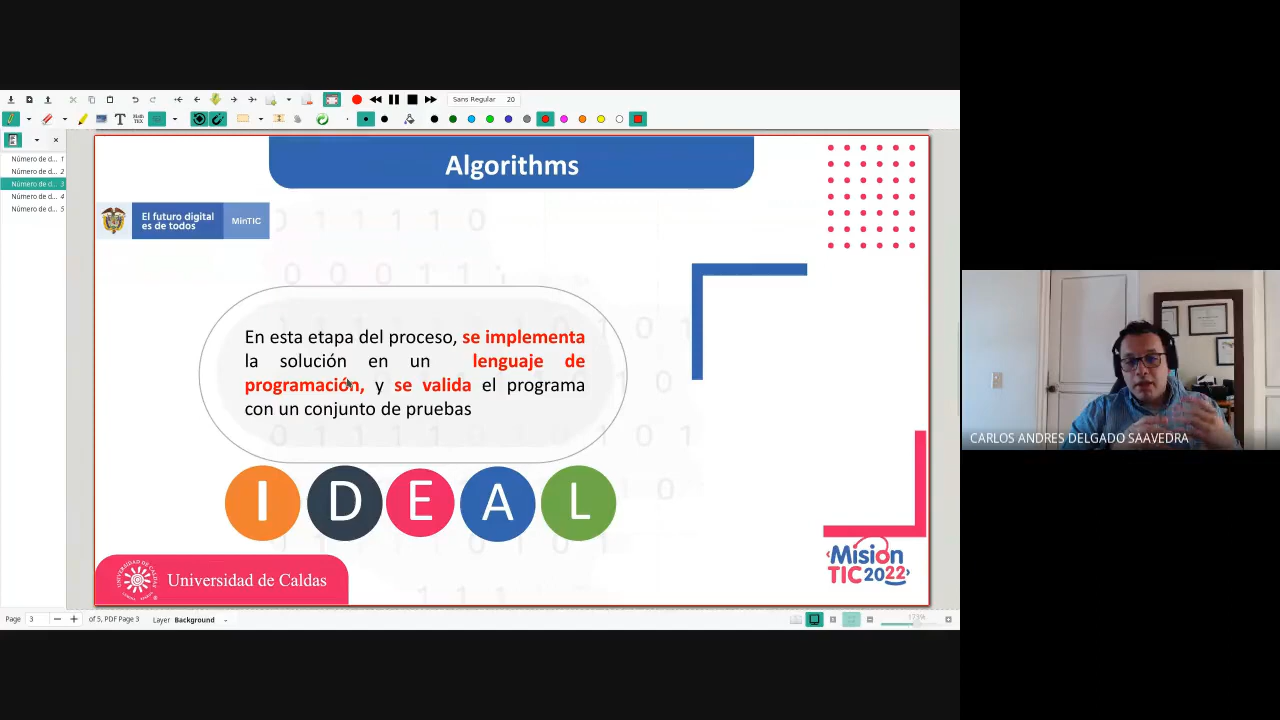 Sans Regular 20
Número de d... 1
Número de d... 2
Número de d... 3
Número de d... 4
Número de d... 5
Algorithms
El futuro digital
es de todos
MinTIC
En esta etapa del proceso, se implementa
la solución en un lenguaje de
programación, y se valida el programa
con un conjunto de pruebas
I D E A L
Universidad de Caldas
Misión
TIC 2022
Page 3 of 5, PDF Page 3 Layer Background
173%
CARLOS ANDRES DELGADO SAAVEDRA